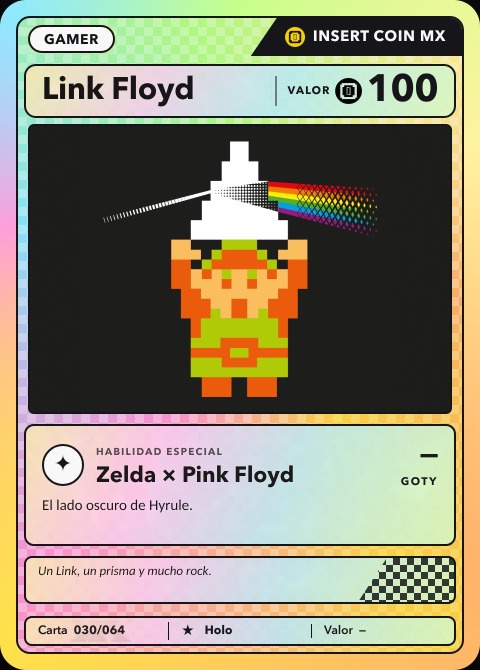 GAMER
INSERT COIN MX
Link Floyd
VALOR 100
HABILIDAD ESPECIAL
Zelda × Pink Floyd
—
GOTY
El lado oscuro de Hyrule.
Un Link, un prisma y mucho rock.
Carta 030/064 ★ Holo Valor —